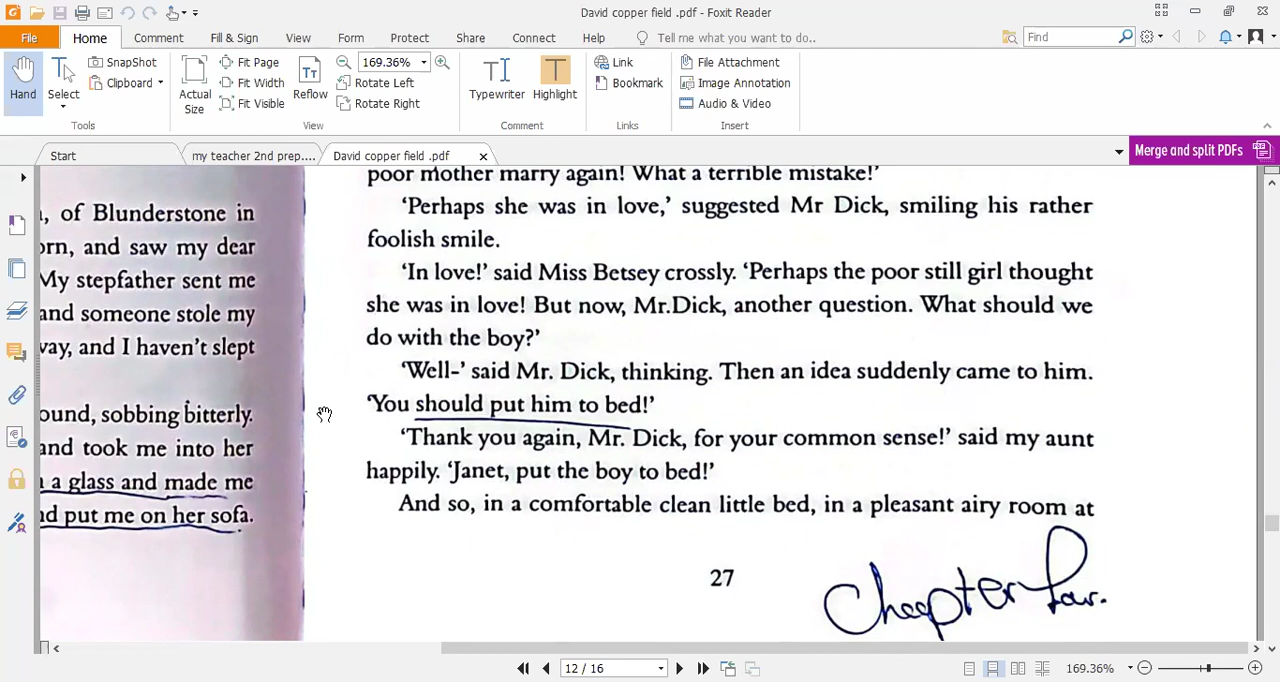 David copper field .pdf - Foxit Reader
File Home Comment Fill & Sign View Form Protect Share Connect Help Tell me what you want to do.. Find
Hand
Select
SnapShot
Clipboard
Tools
Actual Size
Fit Page
Fit Width
Fit Visible
Reflow
169.36%
Rotate Left
Rotate Right
View
Typewriter
Highlight
Comment
Link
Bookmark
Links
File Attachment
Image Annotation
Audio & Video
Insert
Start
my teacher 2nd prep....
David copper field .pdf
Merge and split PDFs
, of Blunderstone in
orn, and saw my dear
My stepfather sent me
and someone stole my
way, and I haven't slept
ound, sobbing bitterly.
and took me into her
a glass and made me
nd put me on her sofa.
poor mother marry again! What a terrible mistake!'
'Perhaps she was in love,' suggested Mr Dick, smiling his rather
foolish smile.
'In love!' said Miss Betsey crossly. 'Perhaps the poor still girl thought
she was in love! But now, Mr.Dick, another question. What should we
do with the boy?'
'Well-' said Mr. Dick, thinking. Then an idea suddenly came to him.
'You should put him to bed!'
'Thank you again, Mr. Dick, for your common sense!' said my aunt
happily. 'Janet, put the boy to bed!'
And so, in a comfortable clean little bed, in a pleasant airy room at
27
Chapter four.
12 / 16
169.36%